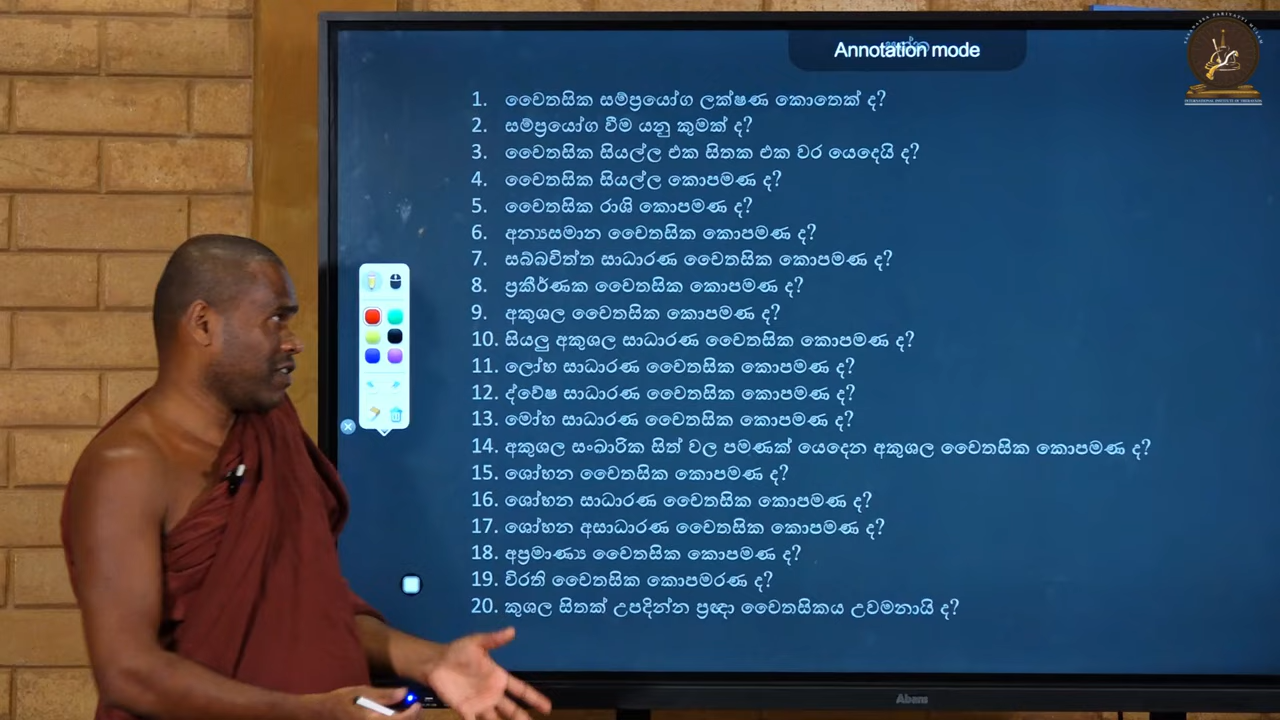 Annotation mode
1. චෛතසික සම්ප්‍රයෝග ලක්ෂණ කොතෙක් ද?
2. සම්ප්‍රයෝග වීම යනු කුමක් ද?
3. චෛතසික සියල්ල එක සිතක එක වර යෙදෙයි ද?
4. චෛතසික සියල්ල කොපමණ ද?
5. චෛතසික රාශි කොපමණ ද?
6. අන්‍යසමාන චෛතසික කොපමණ ද?
7. සබ්බචිත්ත සාධාරණ චෛතසික කොපමණ ද?
8. ප්‍රකීර්ණක චෛතසික කොපමණ ද?
9. අකුශල චෛතසික කොපමණ ද?
10. සියලු අකුශල සාධාරණ චෛතසික කොපමණ ද?
11. ලෝභ සාධාරණ චෛතසික කොපමණ ද?
12. ද්වේෂ සාධාරණ චෛතසික කොපමණ ද?
13. මෝහ සාධාරණ චෛතසික කොපමණ ද?
14. අකුශල සංඛාරික සිත් වල පමණක් යෙදෙන අකුශල චෛතසික කොපමණ ද?
15. ශෝභන චෛතසික කොපමණ ද?
16. ශෝභන සාධාරණ චෛතසික කොපමණ ද?
17. ශෝභන අසාධාරණ චෛතසික කොපමණ ද?
18. අප්‍රමාණ්‍ය චෛතසික කොපමණ ද?
19. විරති චෛතසික කොපමරණ ද?
20. කුශල සිතක් උපදින්න ප්‍රඥා චෛතසිකය උවමනායි ද?